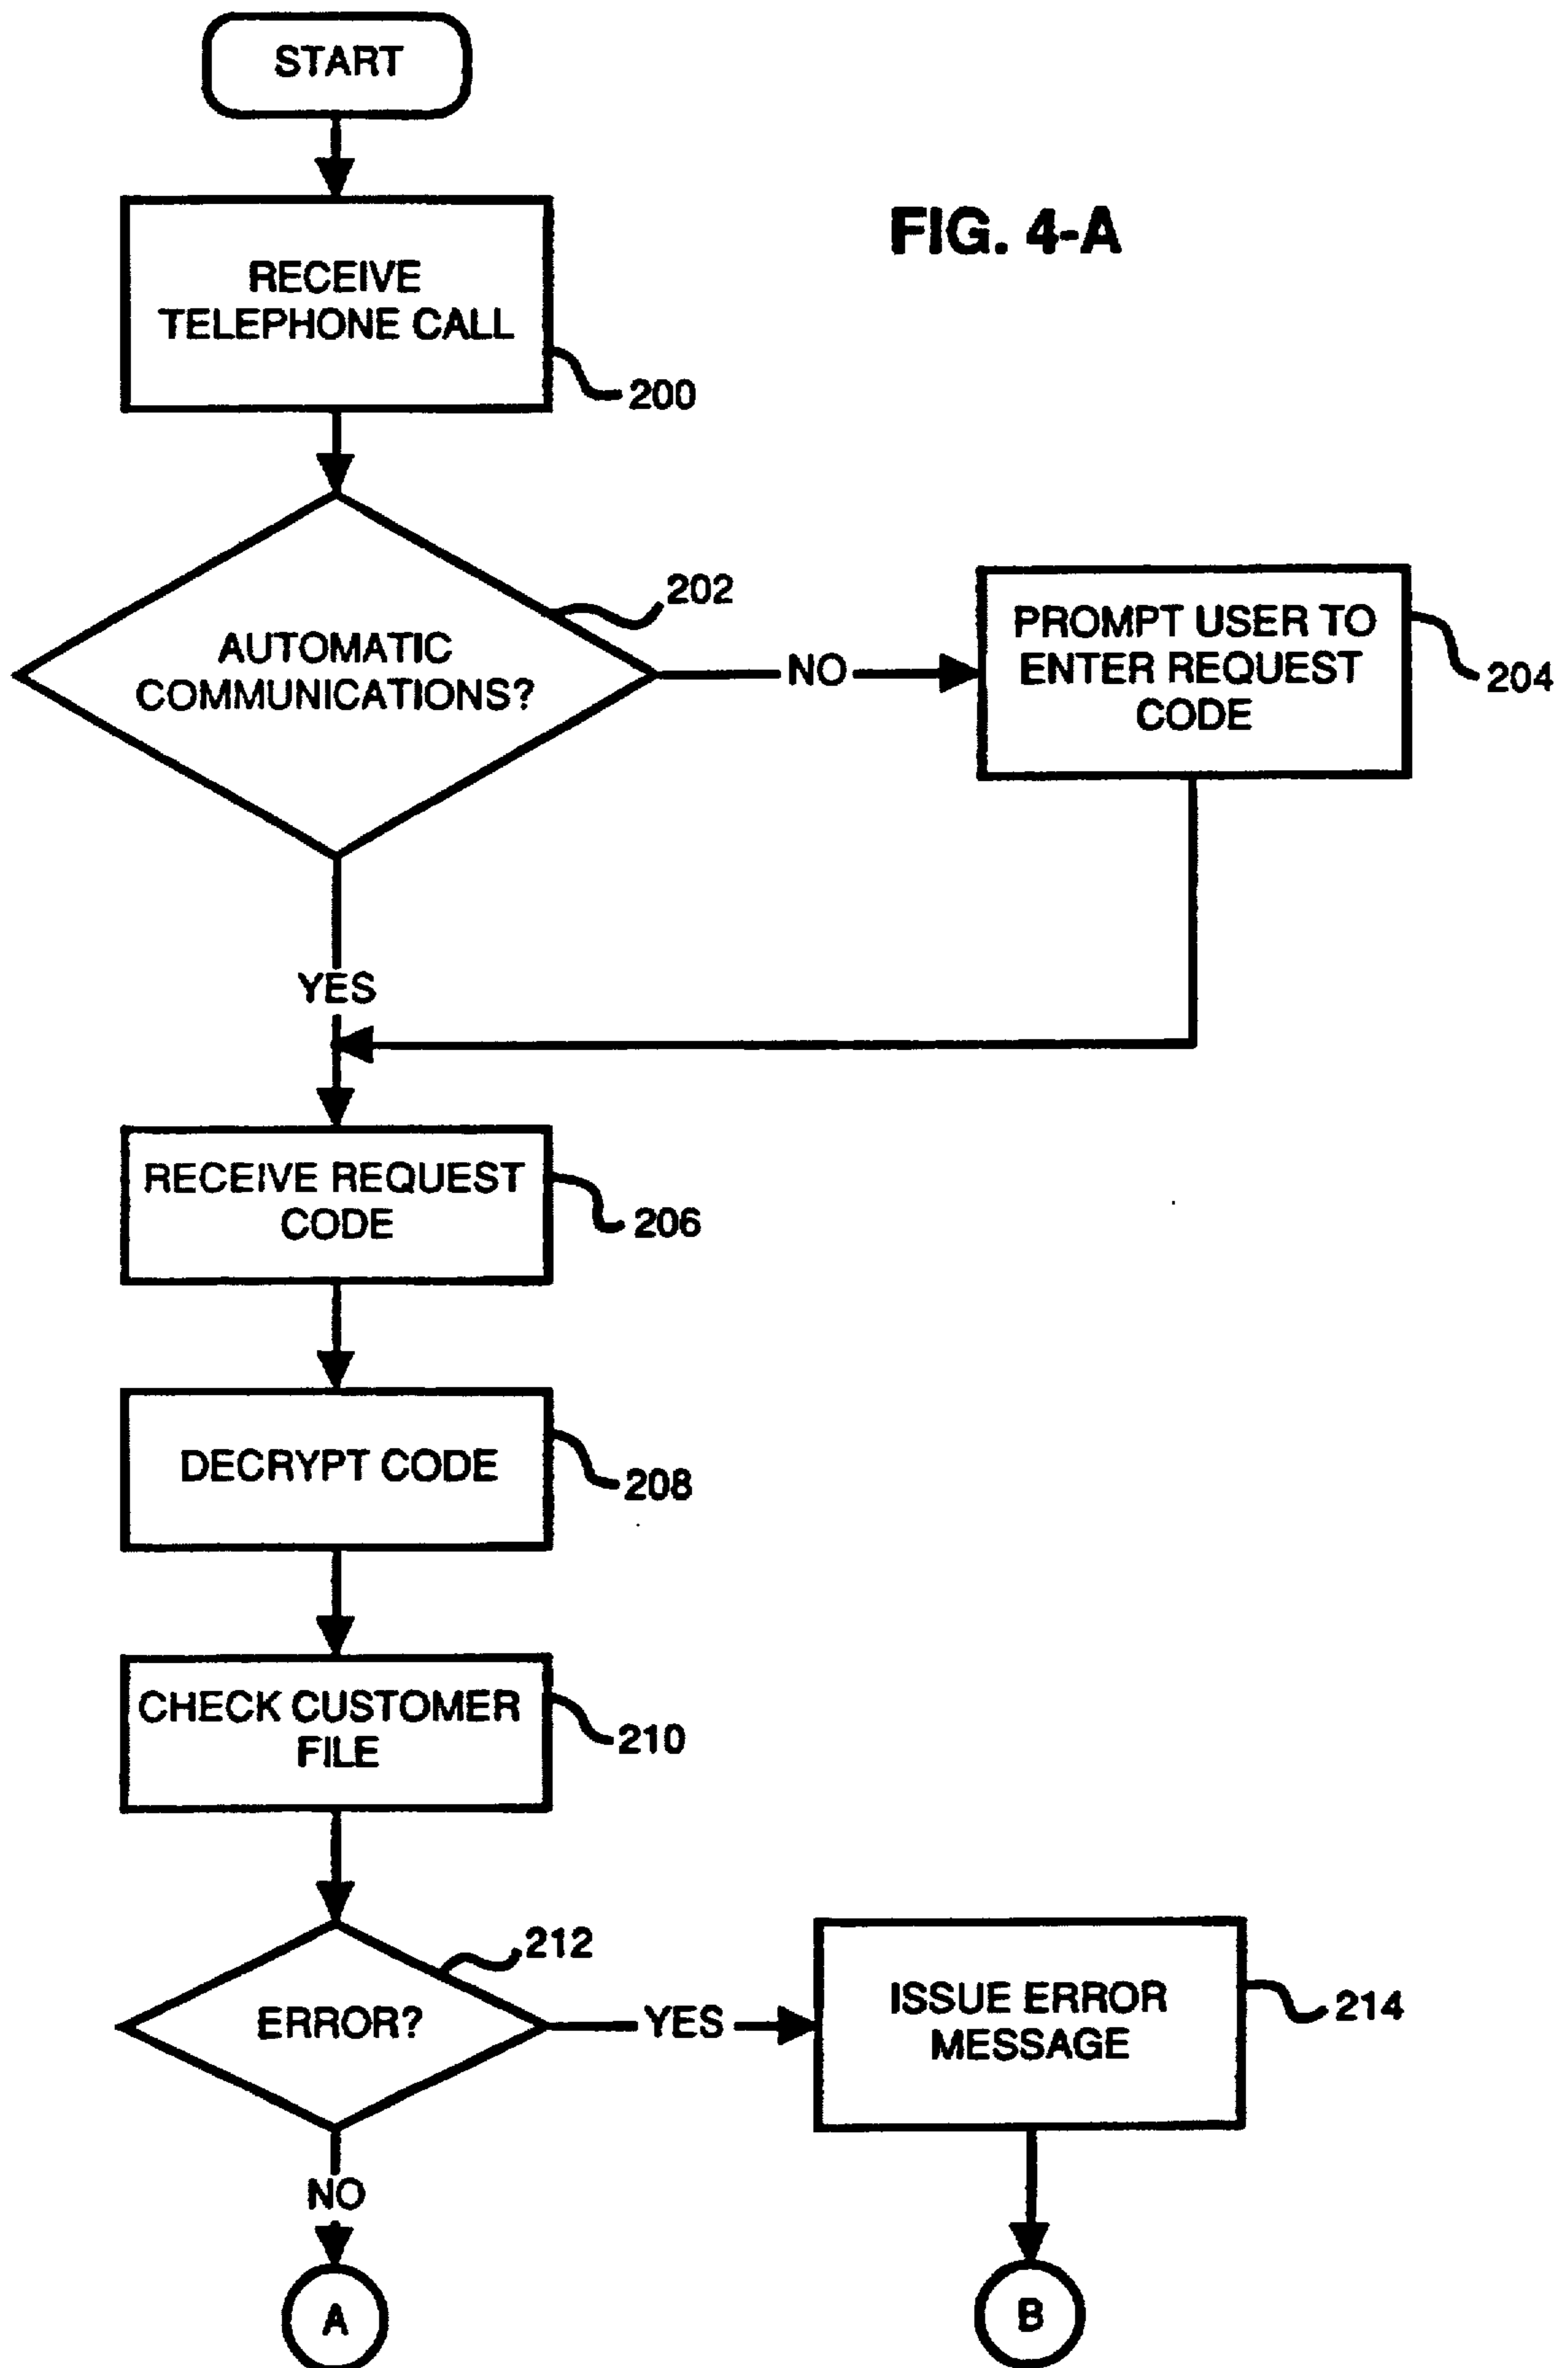 START
FIG. 4-A
RECEIVE
TELEPHONE CALL
200
202
AUTOMATIC
COMMUNICATIONS?
NO
PROMPT USER TO
ENTER REQUEST
CODE
204
YES
RECEIVE REQUEST
CODE
206
DECRYPT CODE
208
CHECK CUSTOMER
FILE
210
212
ERROR?
YES
ISSUE ERROR
MESSAGE
214
NO
A
B